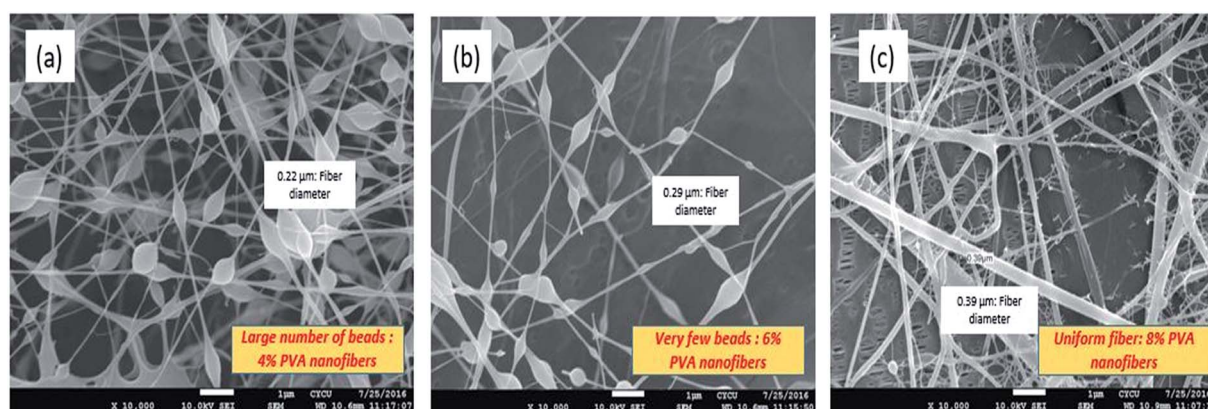 (a)
0.22 µm: Fiber
diameter
Large number of beads :
4% PVA nanofibers
1µm CYCU 7/25/2016
X 10,000 10.0kV SEI SEM WD 10.6mm 11:17:07
(b)
0.29 µm: Fiber
diameter
Very few beads : 6%
PVA nanofibers
1µm CYCU 7/25/2016
X 10,000 10.0kV SEI SEM WD 10.6mm 11:15:50
(c)
0.39µm
0.39 µm: Fiber
diameter
Uniform fiber: 8% PVA
nanofibers
1µm CYCU 7/25/2016
X 10,000 10.0kV SEI SEM WD 10.9mm